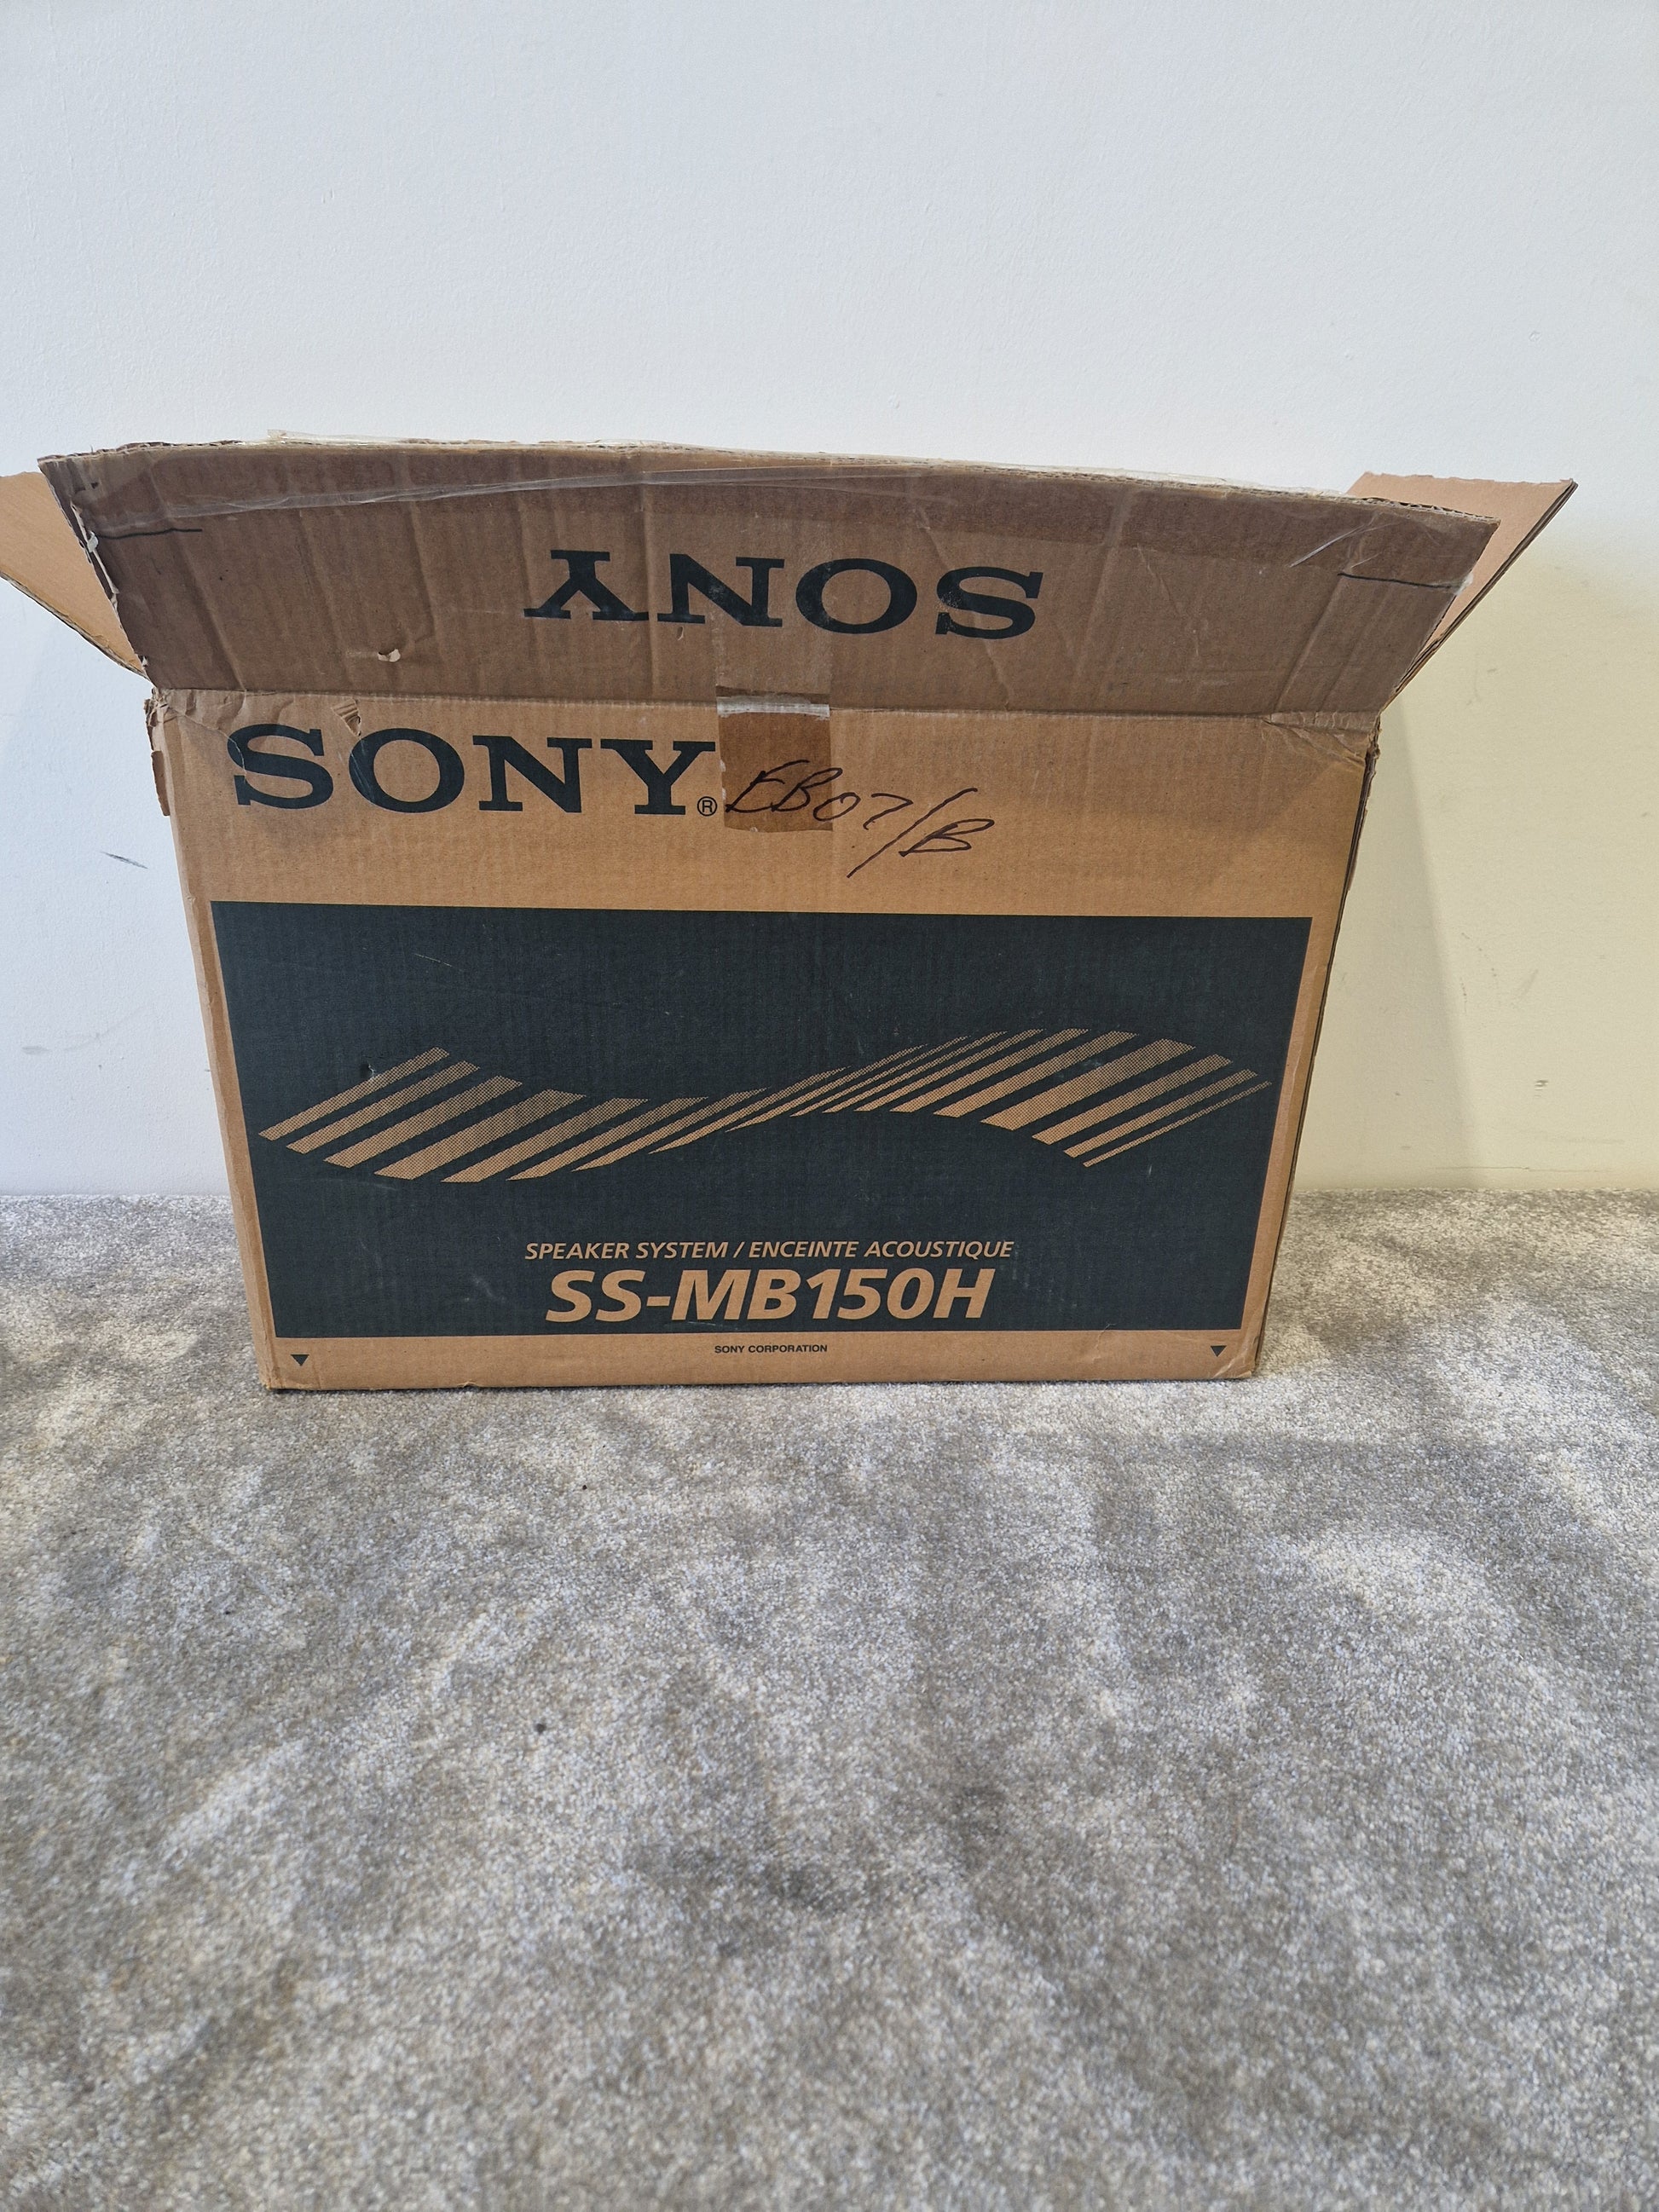 SONY
SONY® EB07/B
SPEAKER SYSTEM / ENCEINTE ACOUSTIQUE
SS-MB150H
SONY CORPORATION